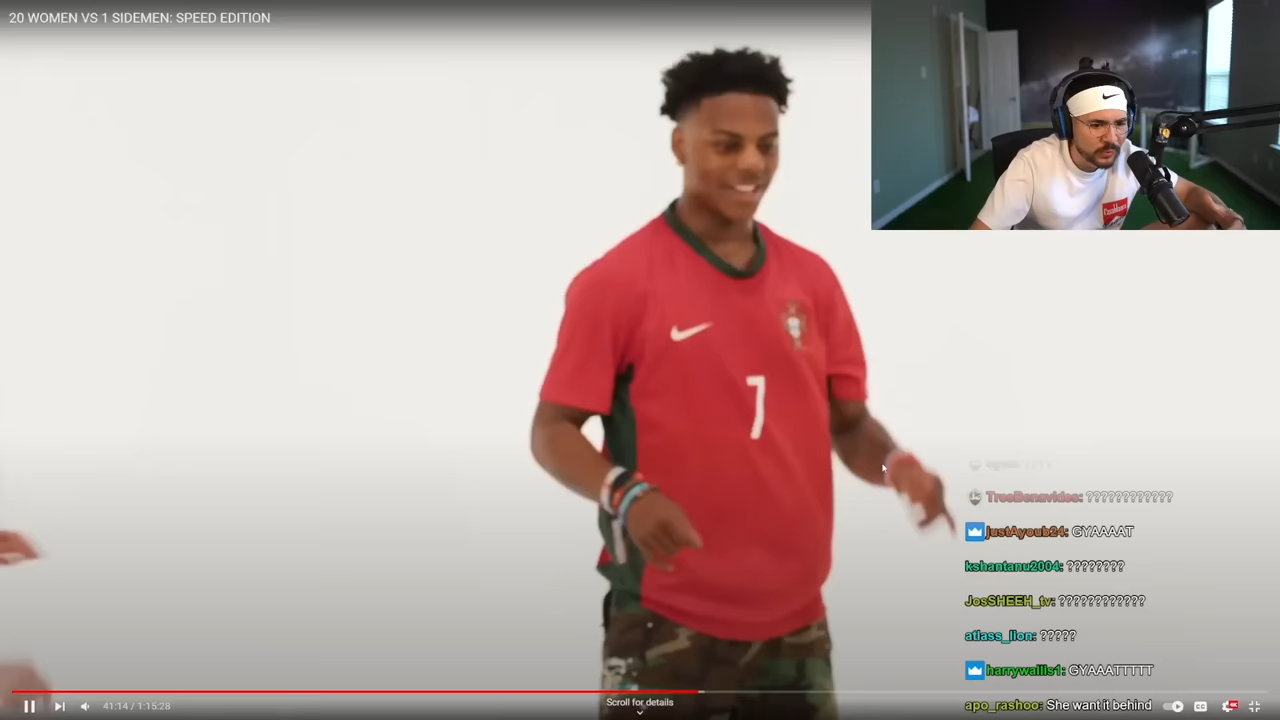 20 WOMEN VS 1 SIDEMEN: SPEED EDITION
7
TreeBenavides: ????????????
justAyoub24: GYAAAAT
kshantanu2004: ????????
JosSHEEH_tv: ????????????
atlass_lion: ?????
harrywallls1: GYAAATTTTT
apo_rashoo: She want it behind
41:14 / 1:15:28
Scroll for details